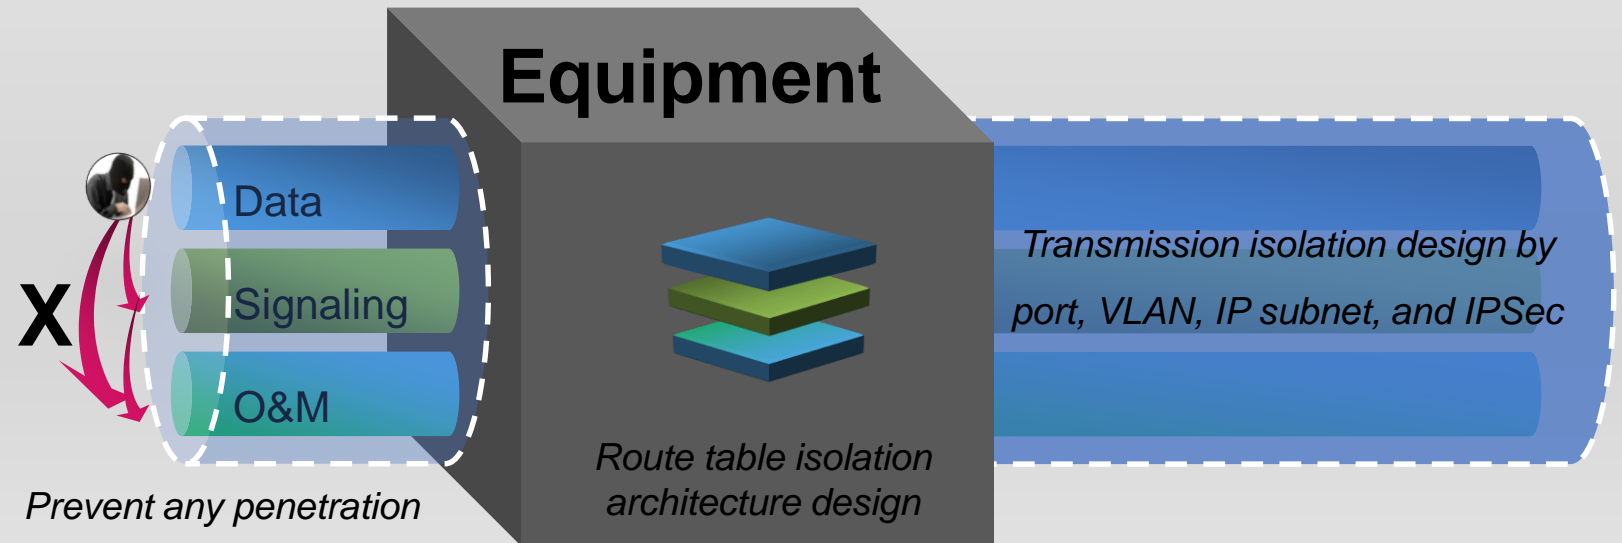 Equipment
Data
Signaling
O&M
X
Prevent any penetration
Route table isolation
architecture design
Transmission isolation design by
port, VLAN, IP subnet, and IPSec